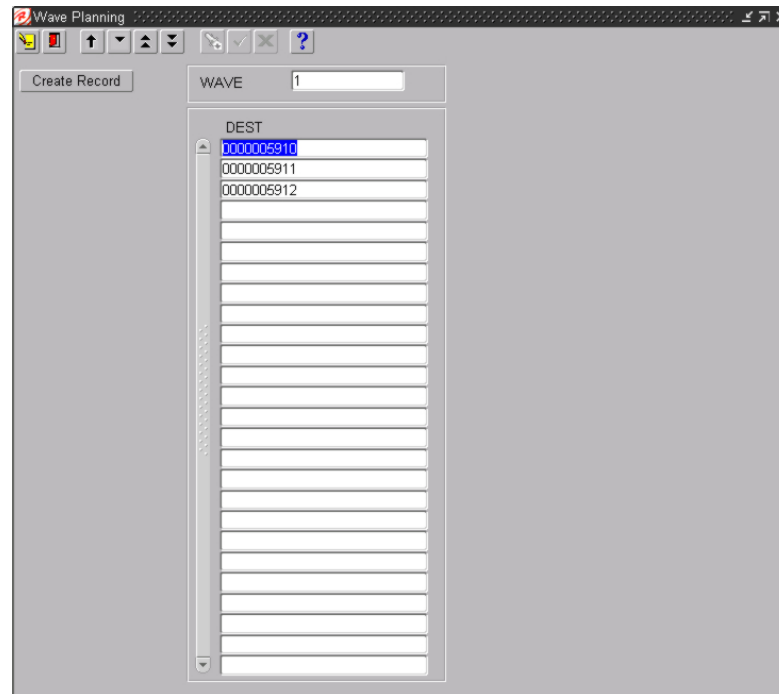 Wave Planning
?
Create Record
WAVE 1
DEST
0000005910
0000005911
0000005912